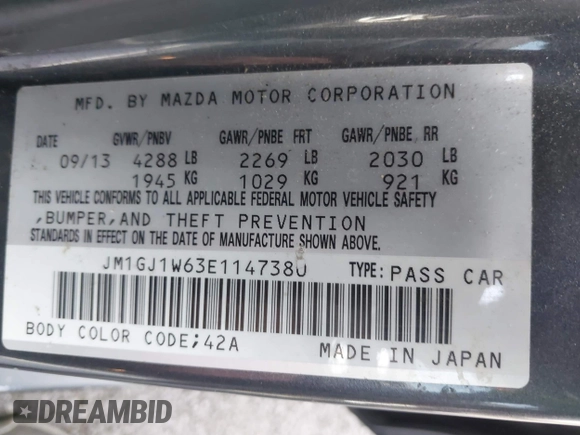 MFD. BY MAZDA MOTOR CORPORATION
DATE GVWR/PNBV GAWR/PNBE FRT GAWR/PNBE RR
09/13 4288 LB 2269 LB 2030 LB
1945 KG 1029 KG 921 KG
THIS VEHICLE CONFORMS TO ALL APPLICABLE FEDERAL MOTOR VEHICLE SAFETY
,BUMPER,AND THEFT PREVENTION
STANDARDS IN EFFECT ON THE DATE OF MANUFACTURE SHOWN ABOVE.
JM1GJ1W63E1147380 TYPE: PASS CAR
BODY COLOR CODE;42A
MADE IN JAPAN
DREAMBID